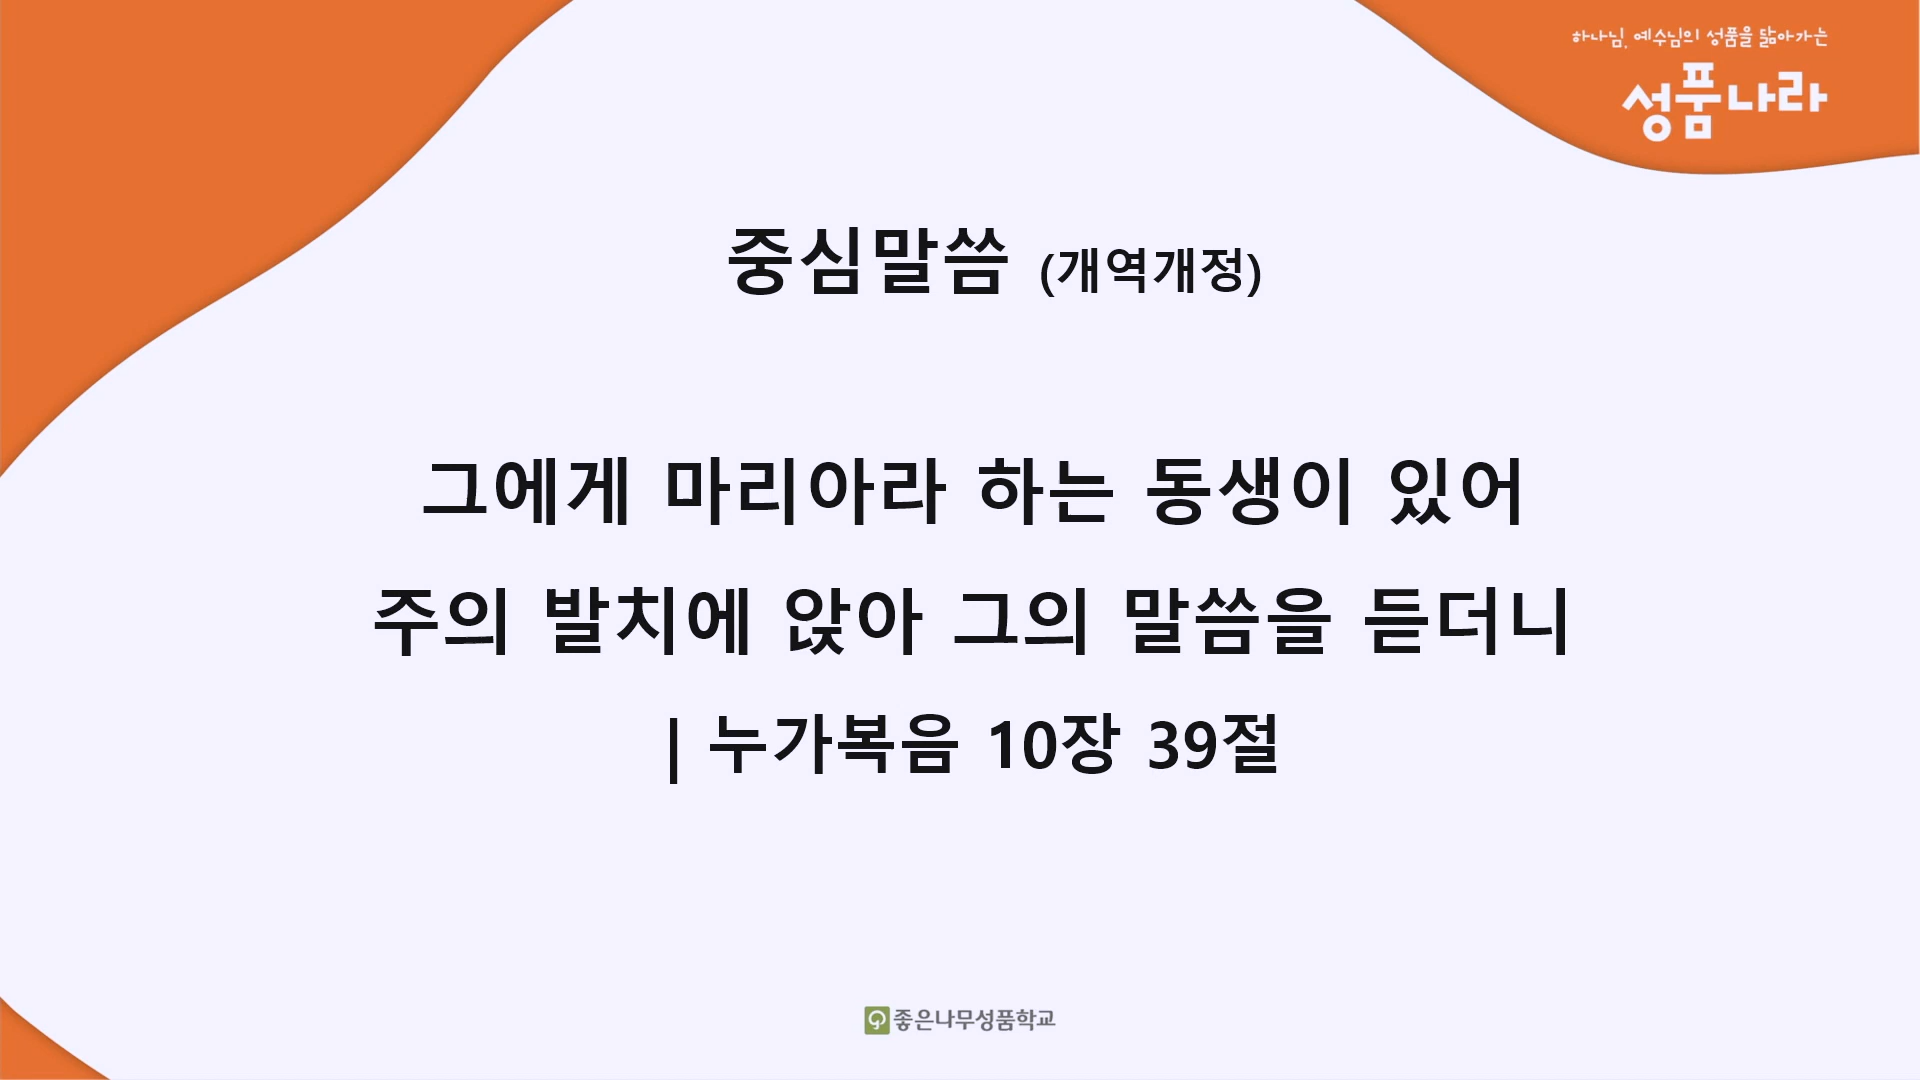 하나님, 예수님의 성품을 닮아가는
성품나라
중심말씀 (개역개정)
그에게 마리아라 하는 동생이 있어
주의 발치에 앉아 그의 말씀을 듣더니
| 누가복음 10장 39절
좋은나무성품학교